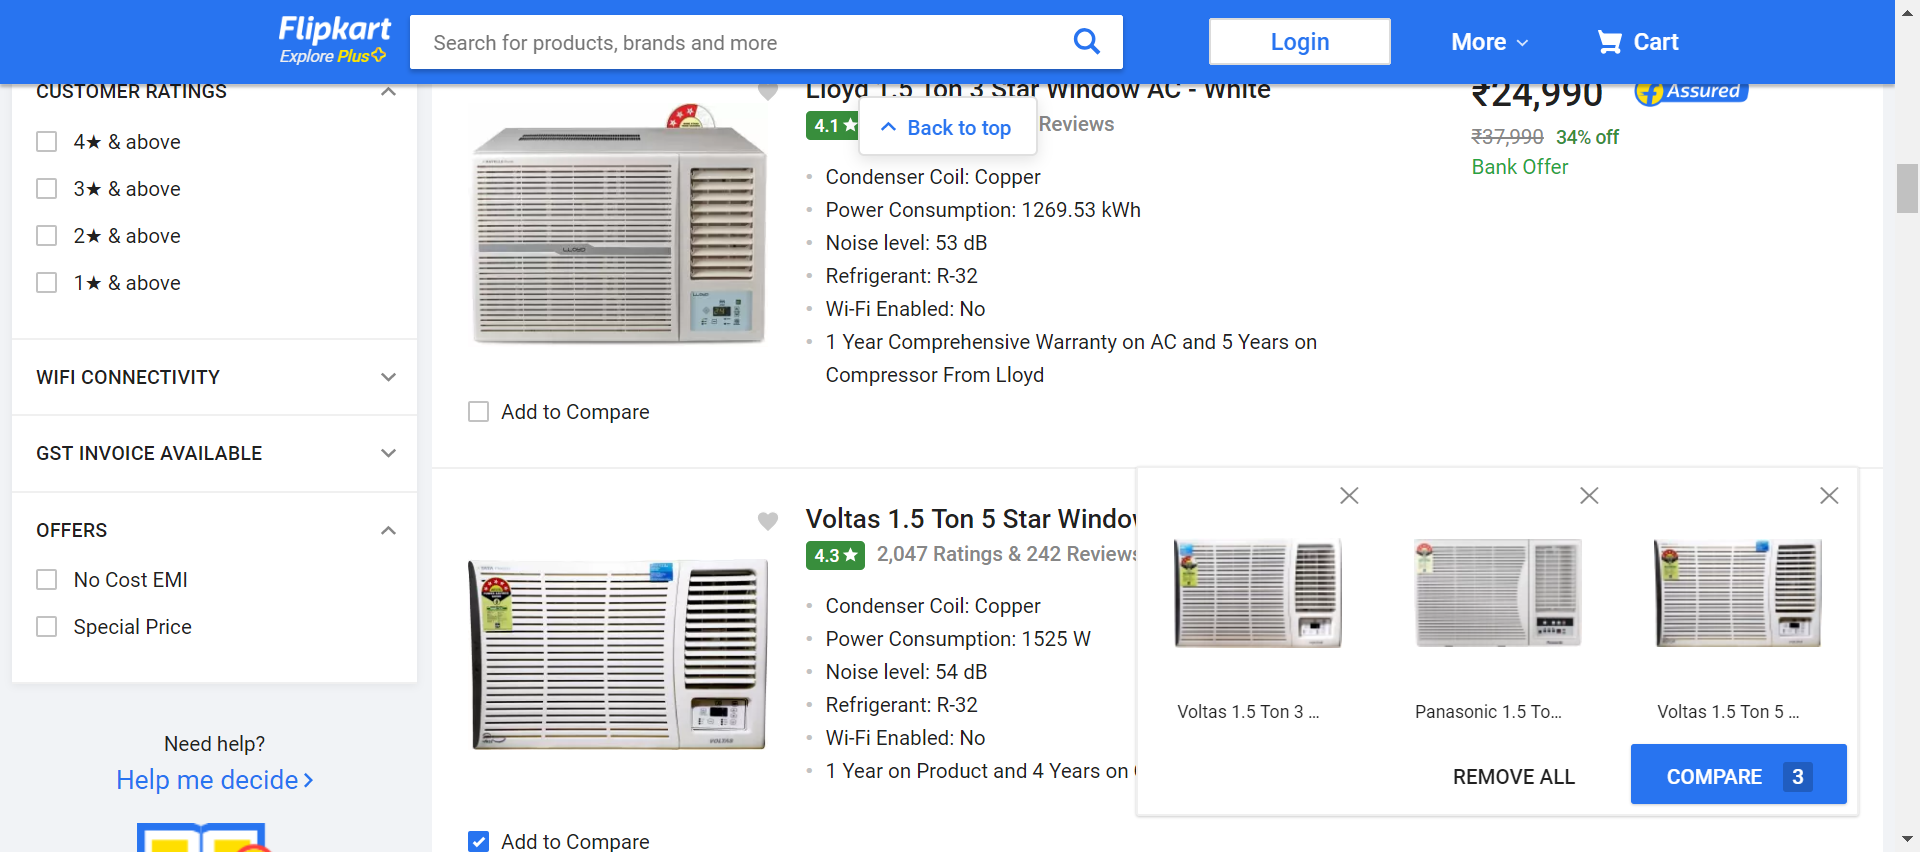 Flipkart
Explore Plus
Search for products, brands and more
Login
More
Cart
CUSTOMER RATINGS
4★ & above
3★ & above
2★ & above
1★ & above
WIFI CONNECTIVITY
GST INVOICE AVAILABLE
OFFERS
No Cost EMI
Special Price
Need help?
Help me decide
Lloyd 1.5 Ton 3 Star Window AC - White
4.1★
Reviews
Back to top
Condenser Coil: Copper
Power Consumption: 1269.53 kWh
Noise level: 53 dB
Refrigerant: R-32
Wi-Fi Enabled: No
1 Year Comprehensive Warranty on AC and 5 Years on
Compressor From Lloyd
₹24,990
Assured
₹37,990 34% off
Bank Offer
Add to Compare
Voltas 1.5 Ton 5 Star Window
4.3★ 2,047 Ratings & 242 Reviews
Condenser Coil: Copper
Power Consumption: 1525 W
Noise level: 54 dB
Refrigerant: R-32
Wi-Fi Enabled: No
1 Year on Product and 4 Years on
Add to Compare
Voltas 1.5 Ton 3 ...
Panasonic 1.5 To...
Voltas 1.5 Ton 5 ...
REMOVE ALL
COMPARE 3